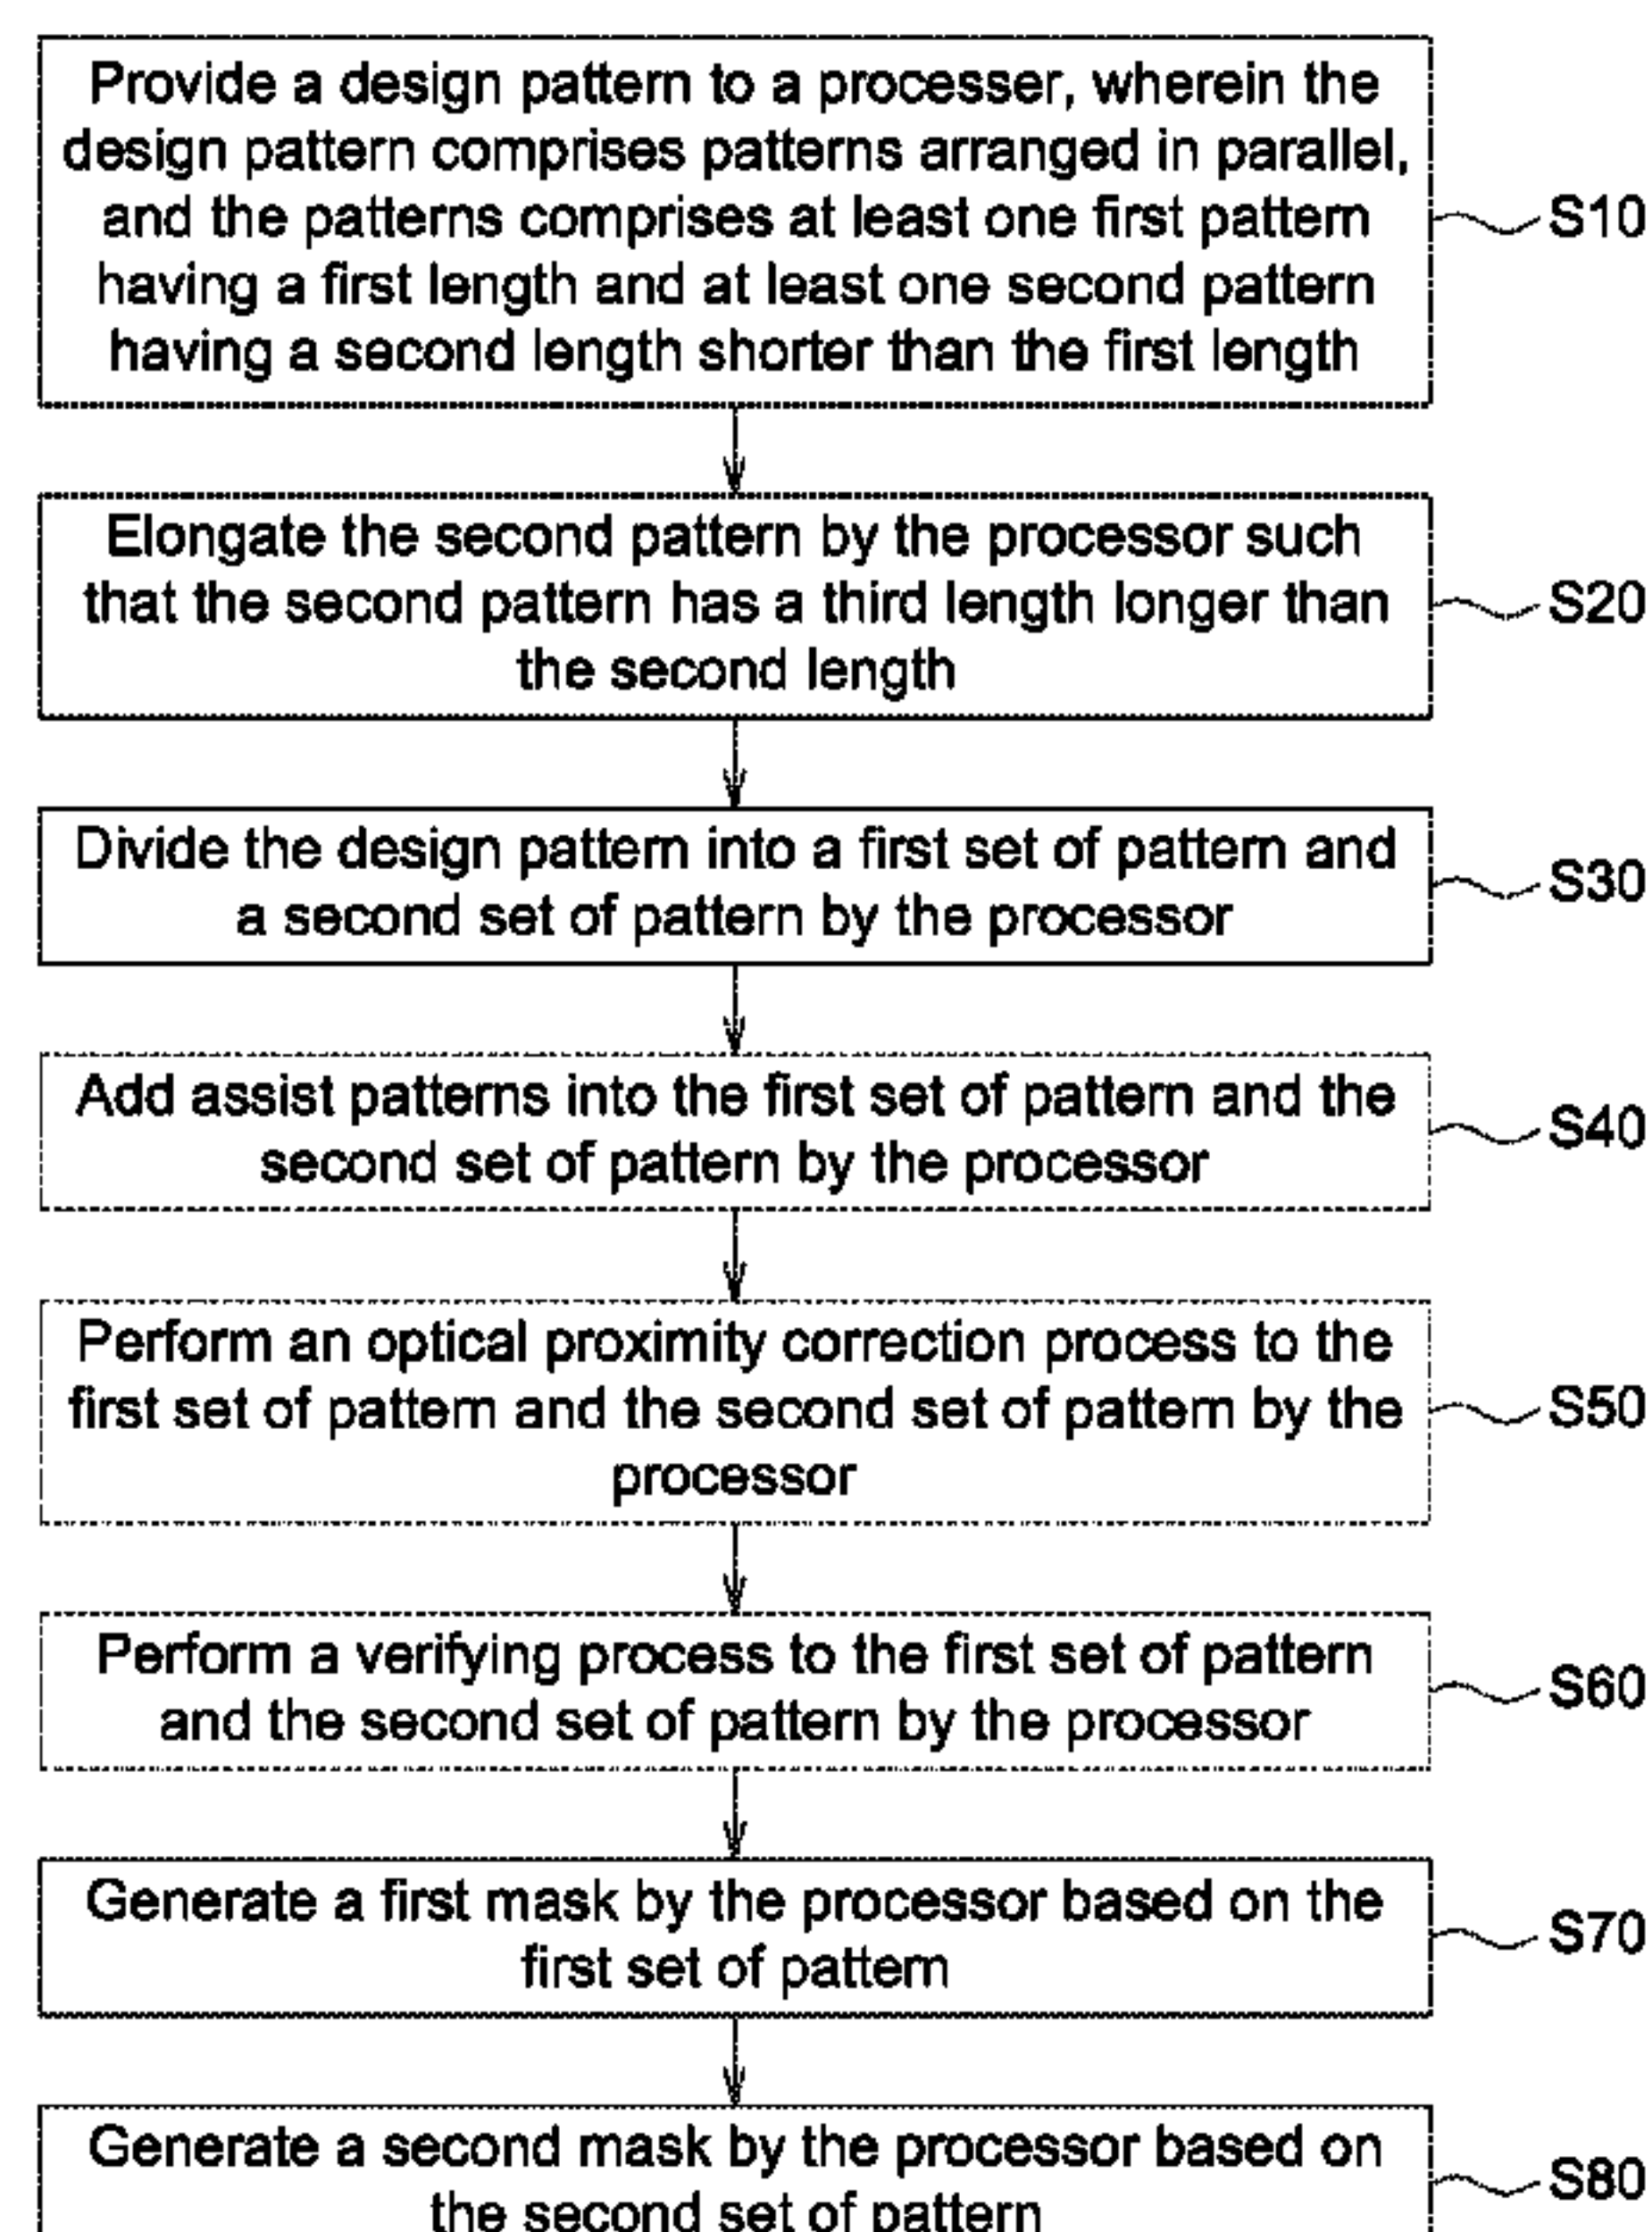 Provide a design pattern to a processer, wherein the
design pattern comprises patterns arranged in parallel,
and the patterns comprises at least one first pattern
having a first length and at least one second pattern
having a second length shorter than the first length
S10
Elongate the second pattern by the processor such
that the second pattern has a third length longer than
the second length
S20
Divide the design pattern into a first set of pattern and
a second set of pattern by the processor
S30
Add assist patterns into the first set of pattern and the
second set of pattern by the processor
S40
Perform an optical proximity correction process to the
first set of pattern and the second set of pattern by the
processor
S50
Perform a verifying process to the first set of pattern
and the second set of pattern by the processor
S60
Generate a first mask by the processor based on the
first set of pattern
S70
Generate a second mask by the processor based on
the second set of pattern
S80